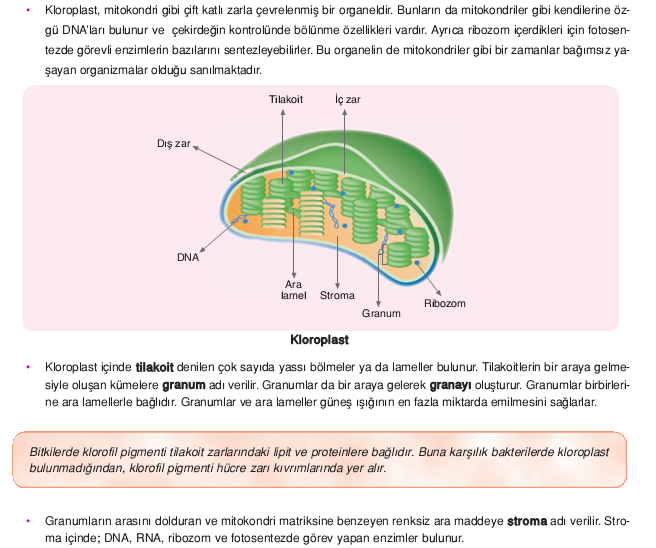 • Kloroplast, mitokondri gibi çift katlı zarla çevrelenmiş bir organeldir. Bunların da mitokondriler gibi kendilerine öz-
gü DNA'ları bulunur ve çekirdeğin kontrolünde bölünme özellikleri vardır. Ayrıca ribozom içerdikleri için fotosen-
tezde görevli enzimlerin bazılarını sentezleyebilirler. Bu organelin de mitokondriler gibi bir zamanlar bağımsız ya-
şayan organizmalar olduğu sanılmaktadır.
Tilakoit
İç zar
Dış zar
DNA
Ara
lamel
Stroma
Granum
Ribozom
Kloroplast
• Kloroplast içinde tilakoit denilen çok sayıda yassı bölmeler ya da lameller bulunur. Tilakoitlerin bir araya gelme-
siyle oluşan kümelere granum adı verilir. Granumlar da bir araya gelerek granayı oluşturur. Granumlar birbirleri-
ne ara lamellerle bağlıdır. Granumlar ve ara lameller güneş ışığının en fazla miktarda emilmesini sağlarlar.
Bitkilerde klorofil pigmenti tilakoit zarlarındaki lipit ve proteinlere bağlıdır. Buna karşılık bakterilerde kloroplast
bulunmadığından, klorofil pigmenti hücre zarı kıvrımlarında yer alır.
• Granumların arasını dolduran ve mitokondri matriksine benzeyen renksiz ara maddeye stroma adı verilir. Stro-
ma içinde; DNA, RNA, ribozom ve fotosentezde görev yapan enzimler bulunur.